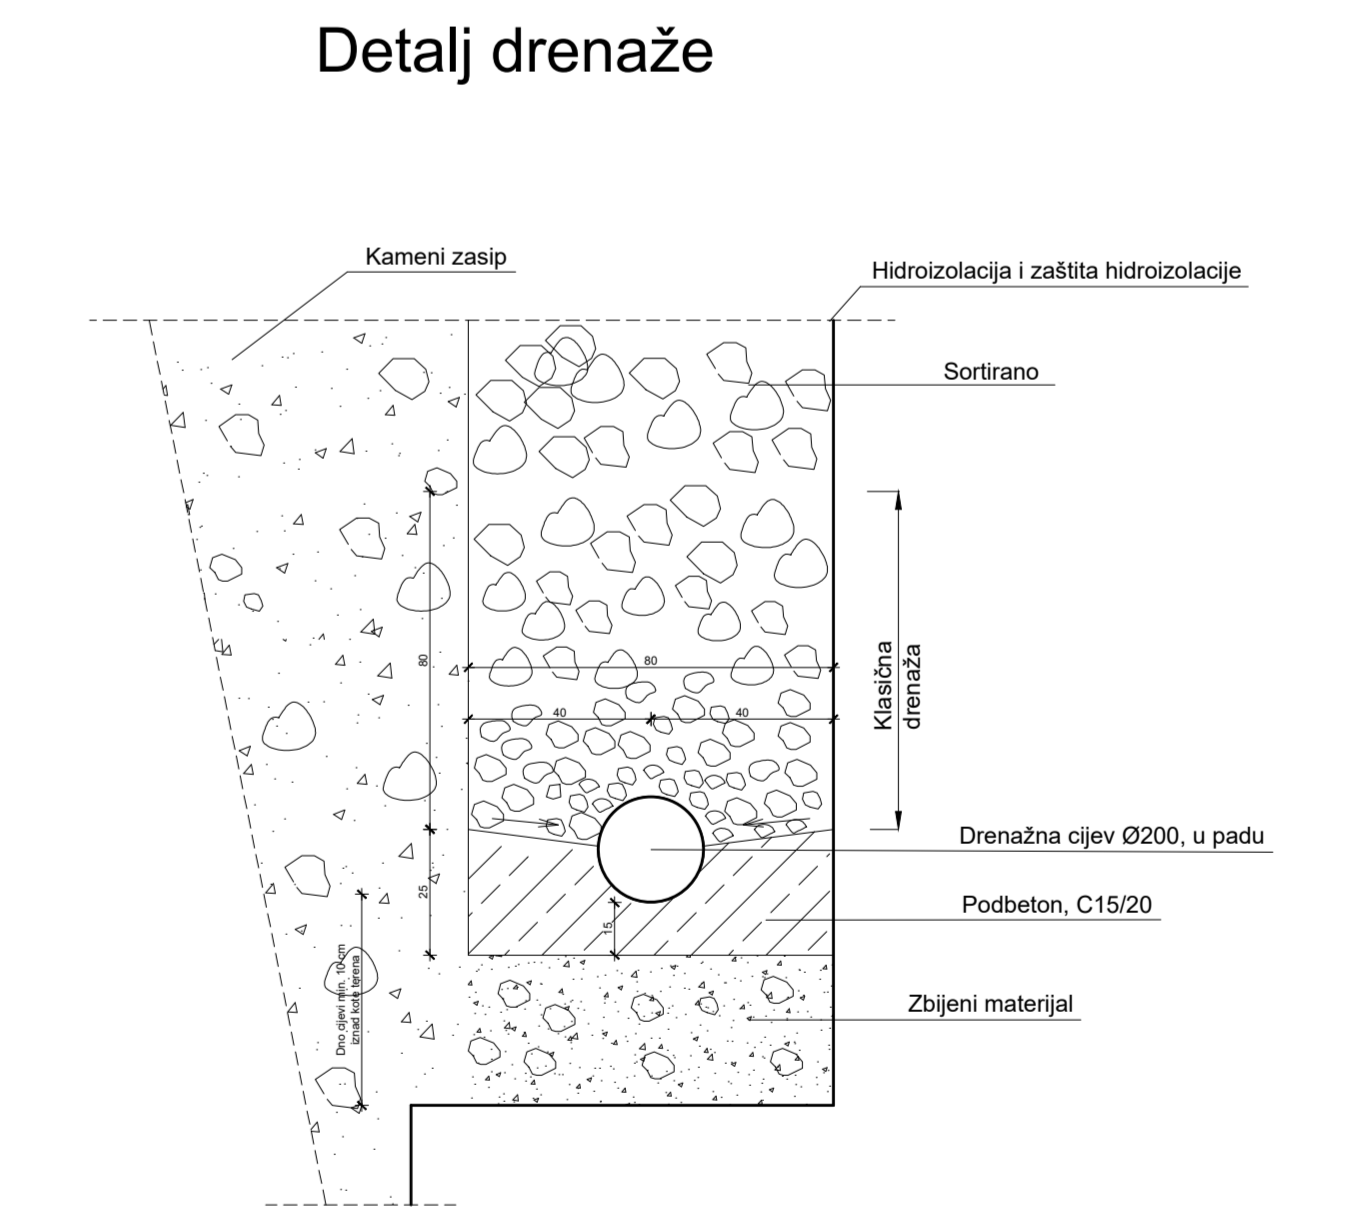 Detalj drenaže
Kameni zasip
Hidroizolacija i zaštita hidroizolacije
Sortirano
80
80
40
40
Klasična
drenaža
Drenažna cijev Ø200, u padu
25
15
Podbeton, C15/20
Dno cijevi min. 10 cm
iznad kote terena
Zbijeni materijal